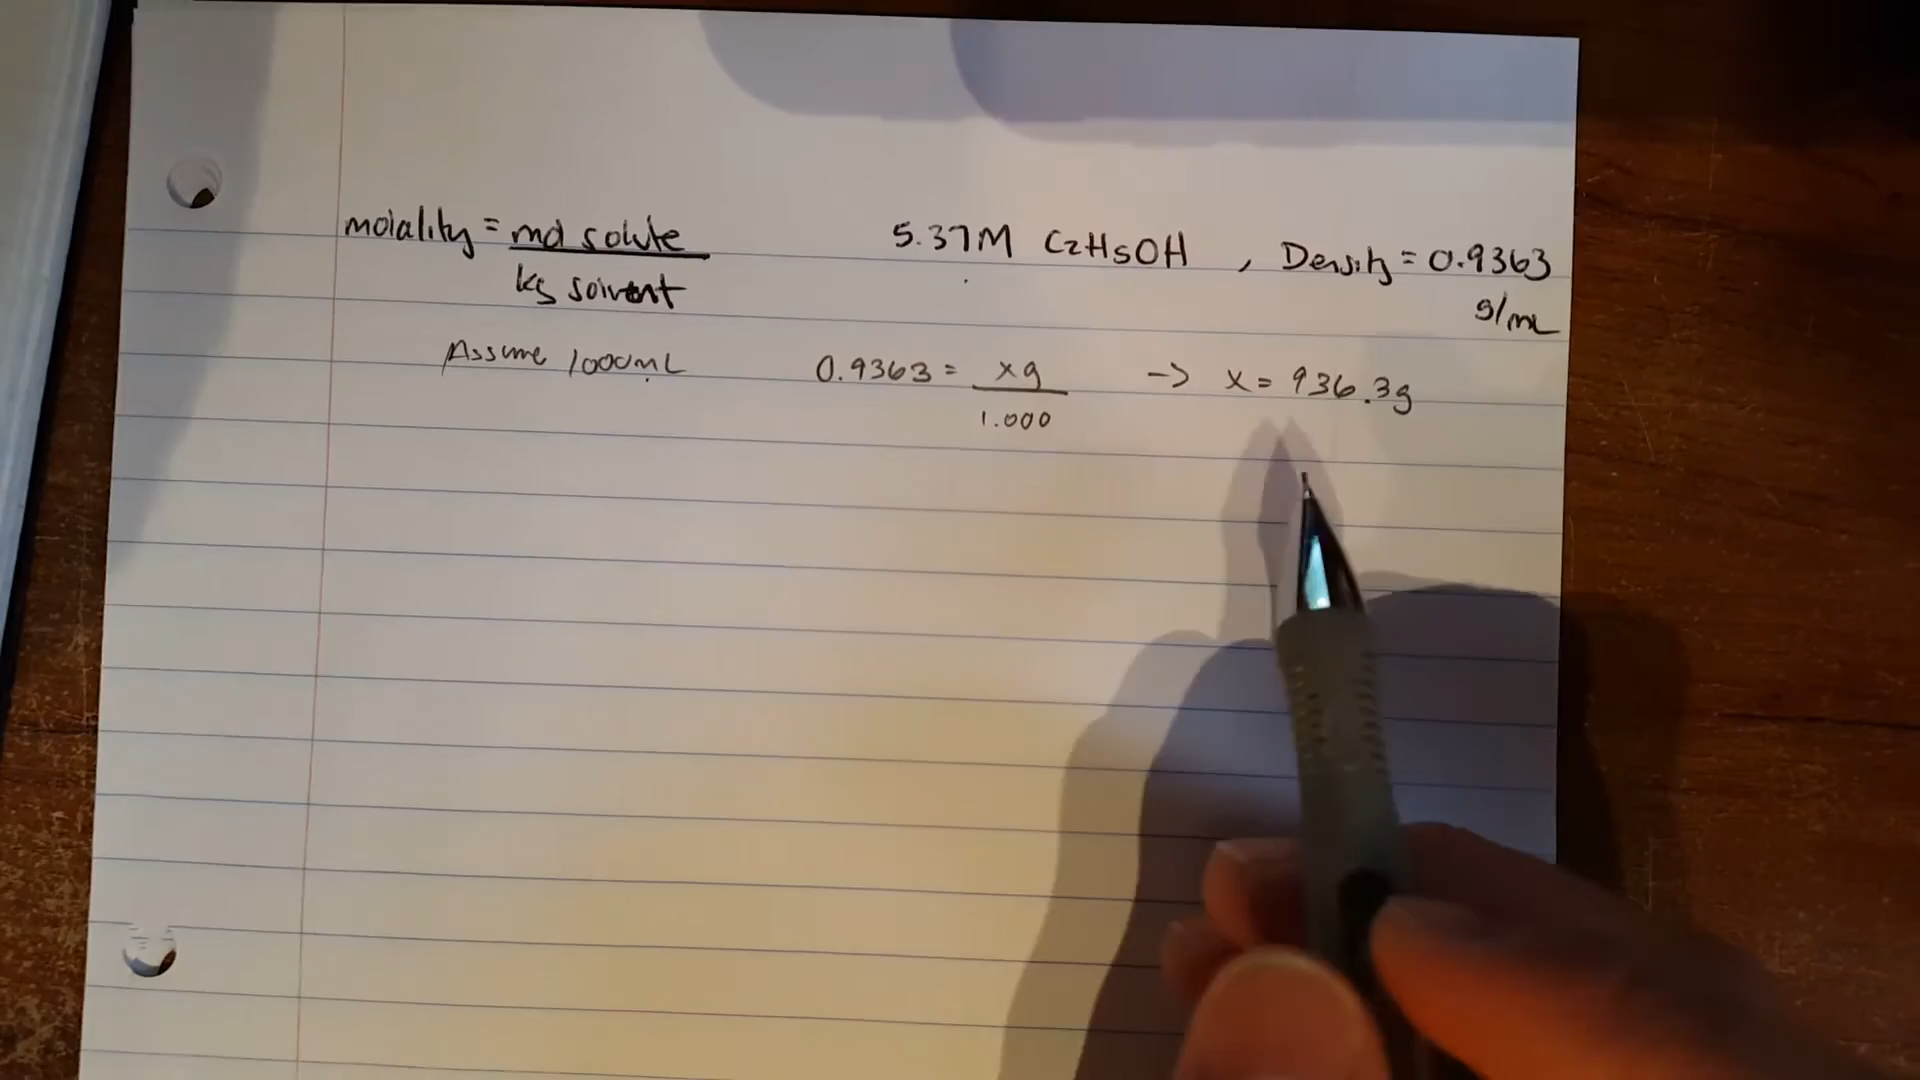 molality = mol solute
kg solvent
5.37M C2H5OH , Density = 0.9363
g/mL
Assume 1000mL
0.9363 = xg
1.000
-> x = 936.3g